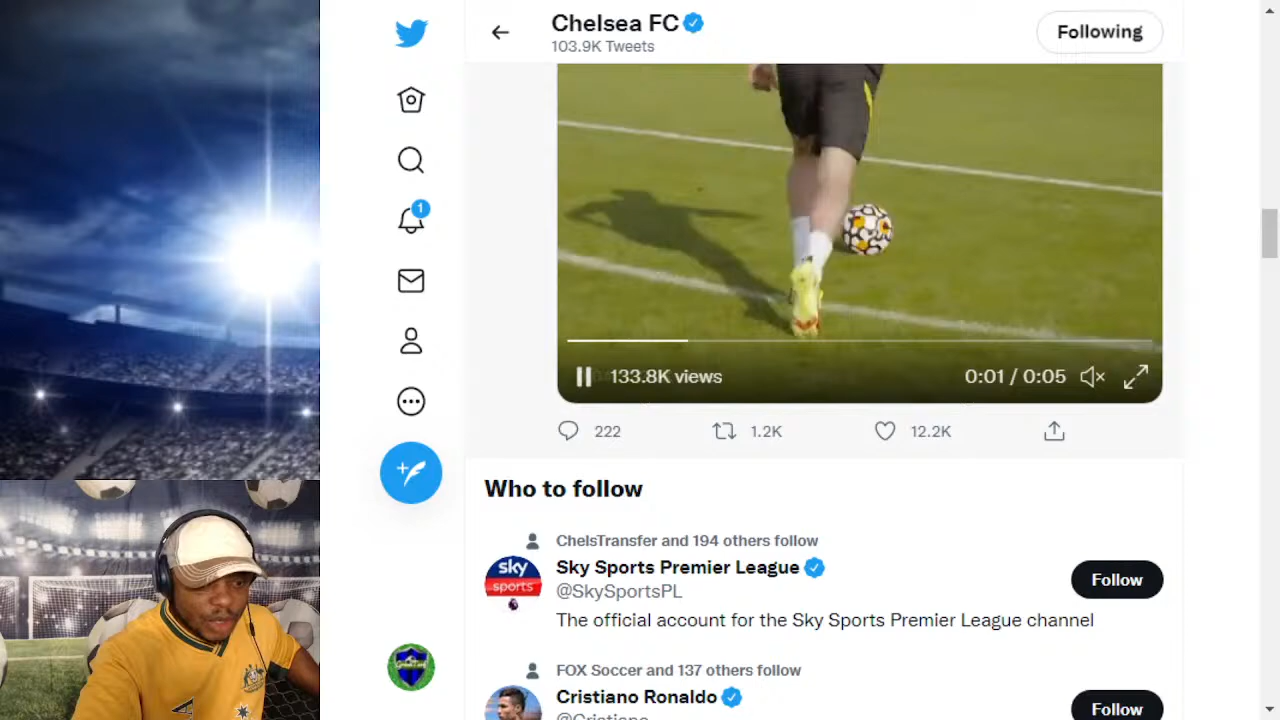 Chelsea FC
103.9K Tweets
Following
1
133.8K views
0:01 / 0:05
222
1.2K
12.2K
Who to follow
ChelsTransfer and 194 others follow
Sky Sports Premier League
@SkySportsPL
sky
sports
Follow
The official account for the Sky Sports Premier League channel
FOX Soccer and 137 others follow
Cristiano Ronaldo
@Cristiano
Follow